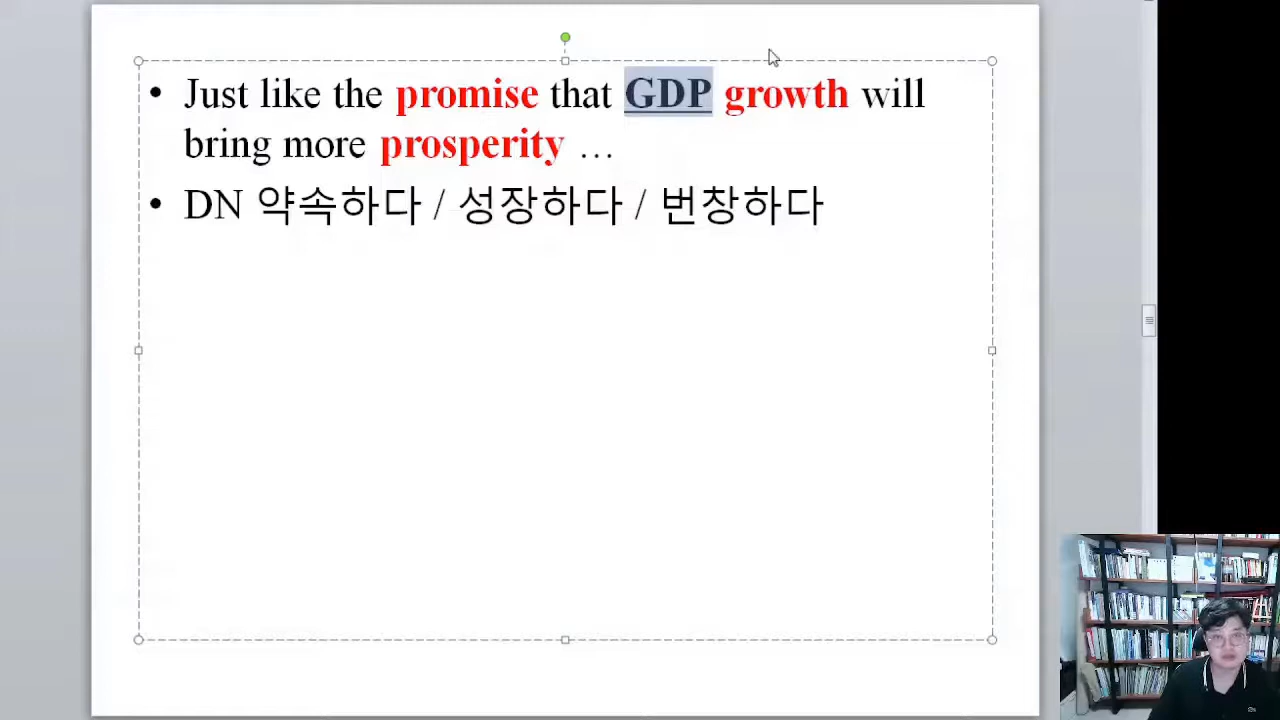 • Just like the promise that GDP growth will
bring more prosperity …
• DN 약속하다 / 성장하다 / 번창하다